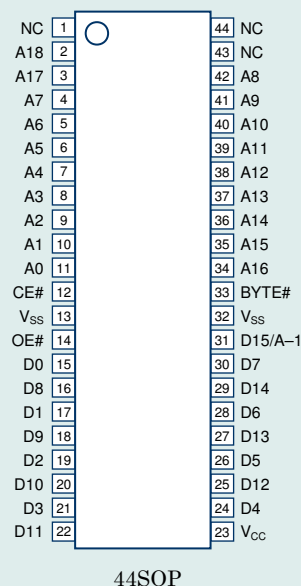 NC 1 44 NC
A18 2 43 NC
A17 3 42 A8
A7 4 41 A9
A6 5 40 A10
A5 6 39 A11
A4 7 38 A12
A3 8 37 A13
A2 9 36 A14
A1 10 35 A15
A0 11 34 A16
CE# 12 33 BYTE#
VSS 13 32 VSS
OE# 14 31 D15/A–1
D0 15 30 D7
D8 16 29 D14
D1 17 28 D6
D9 18 27 D13
D2 19 26 D5
D10 20 25 D12
D3 21 24 D4
D11 22 23 VCC
44SOP